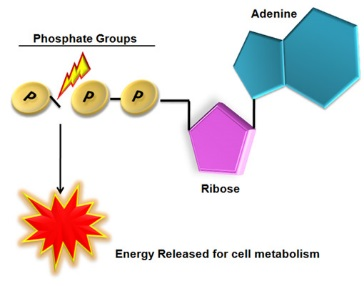 Adenine
Phosphate Groups
P P P
Ribose
Energy Released for cell metabolism